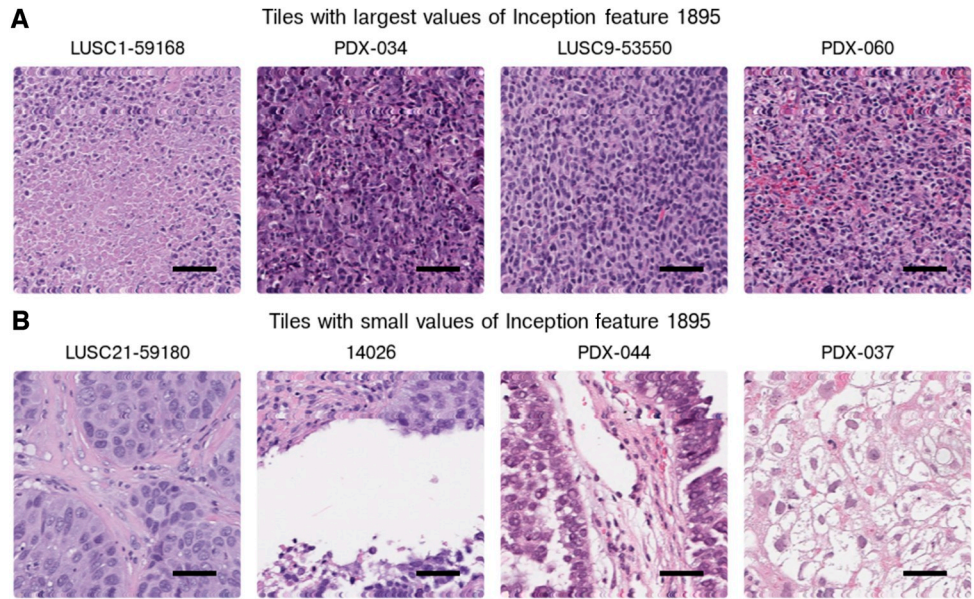 A
Tiles with largest values of Inception feature 1895
LUSC1-59168 PDX-034 LUSC9-53550 PDX-060
B
Tiles with small values of Inception feature 1895
LUSC21-59180 14026 PDX-044 PDX-037